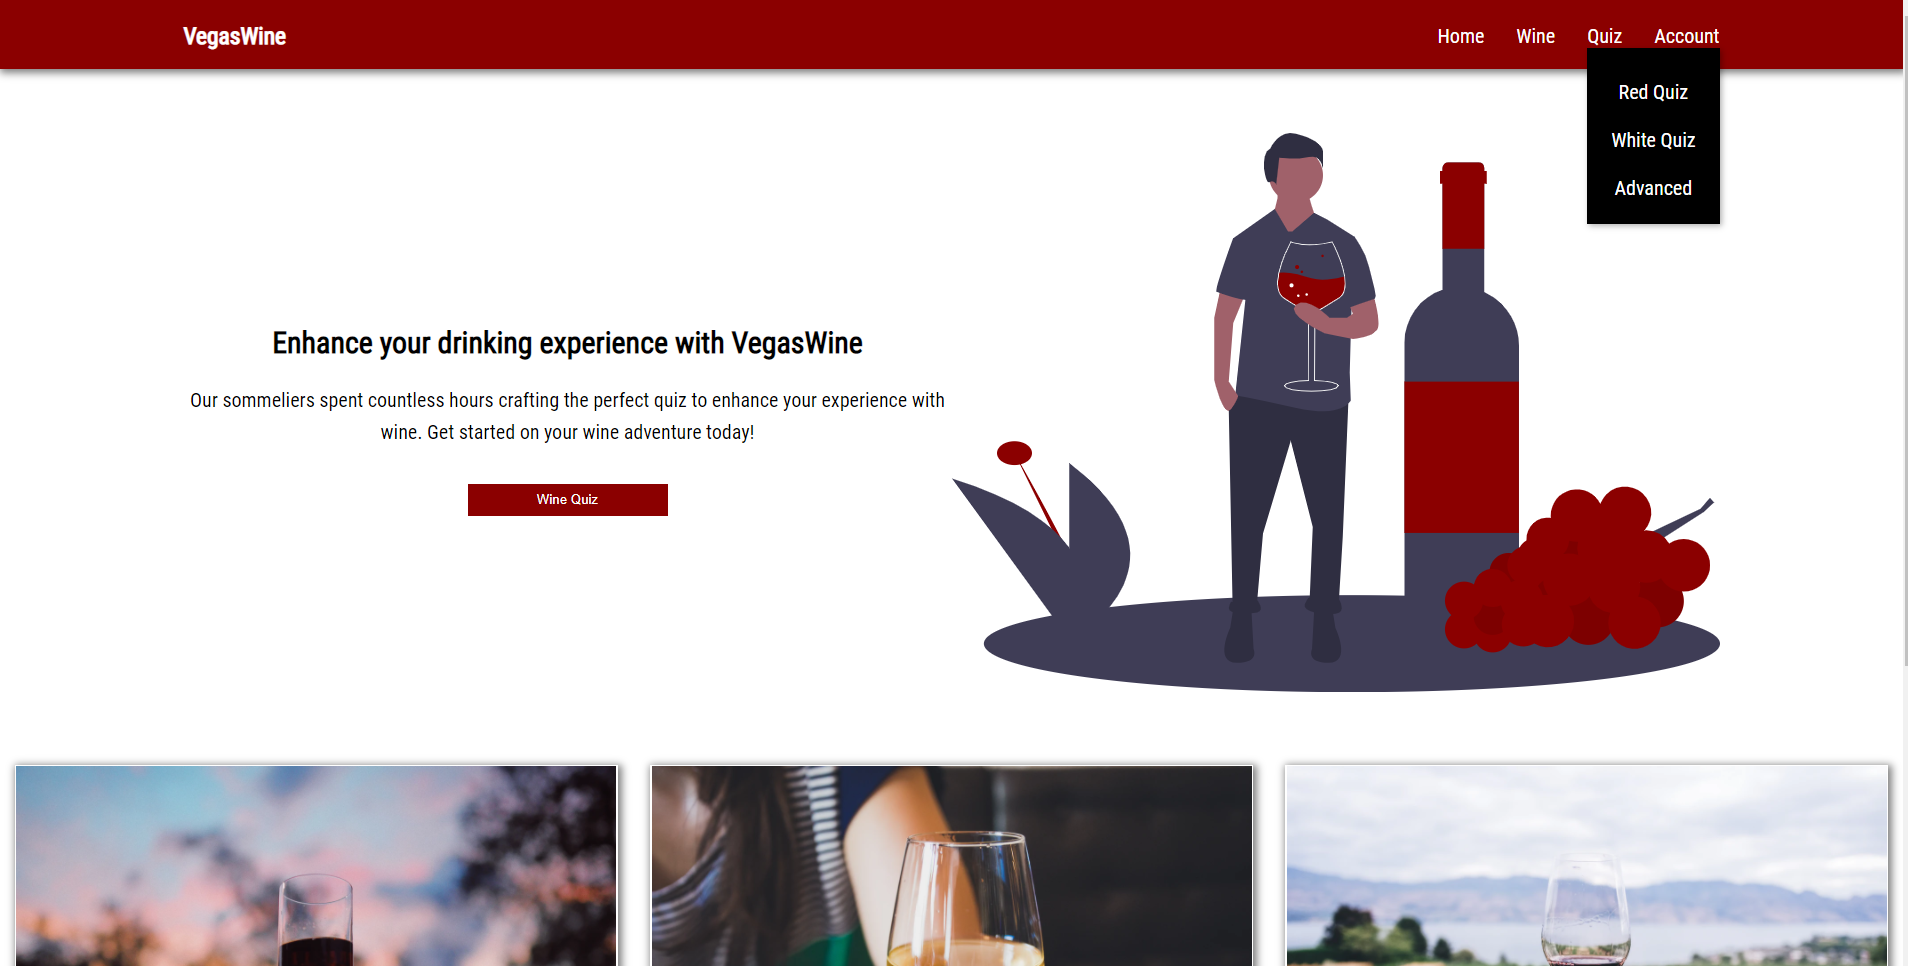 VegasWine
Home Wine Quiz Account
Red Quiz
White Quiz
Advanced
Enhance your drinking experience with VegasWine
Our sommeliers spent countless hours crafting the perfect quiz to enhance your experience with
wine. Get started on your wine adventure today!
Wine Quiz